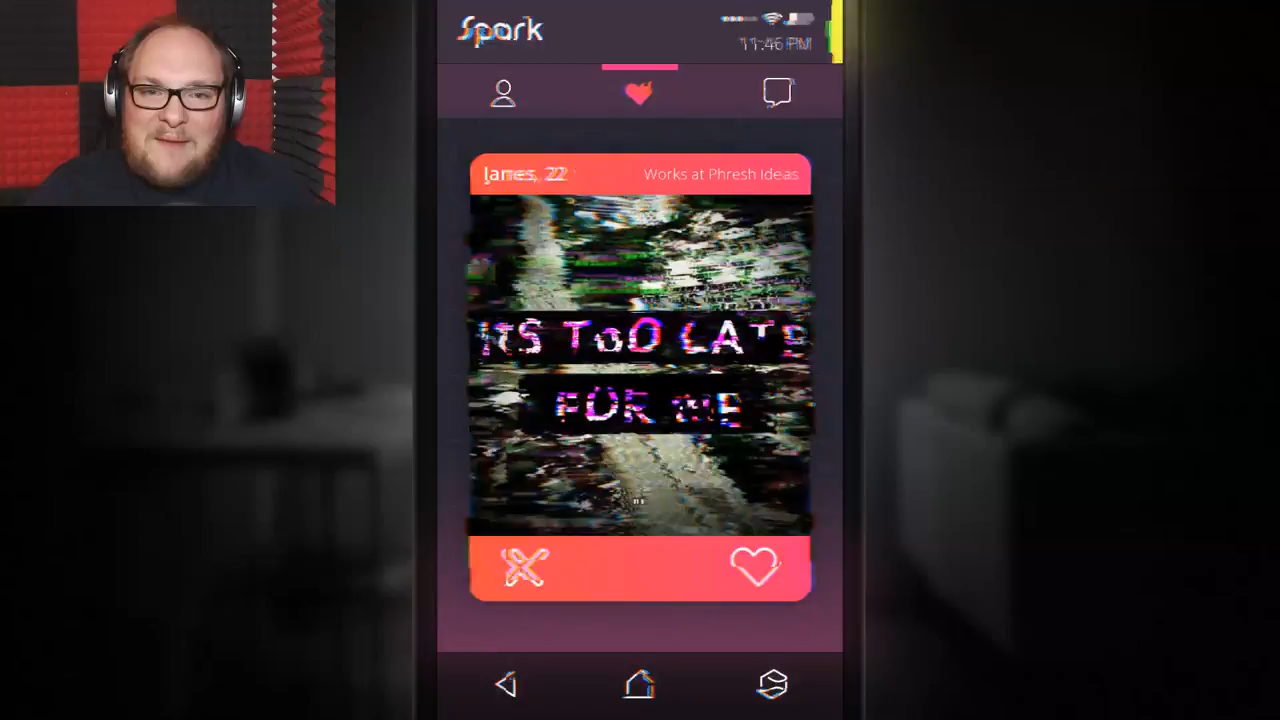 Spark
11:46 PM
James, 22
Works at Phresh Ideas
ITS TOO LATE
FOR ME